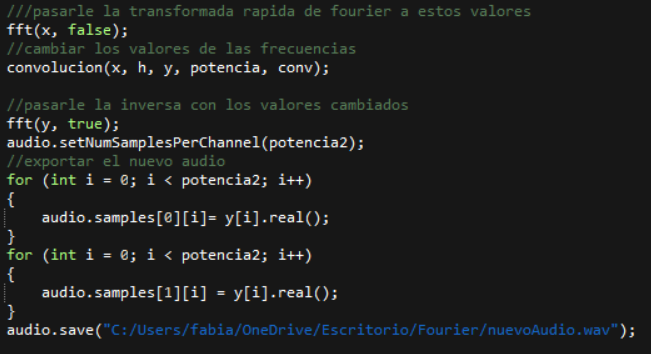 ///pasarle la transformada rapida de fourier a estos valores
fft(x, false);
//cambiar los valores de las frecuencias
convolucion(x, h, y, potencia, conv);
//pasarle la inversa con los valores cambiados
fft(y, true);
audio.setNumSamplesPerChannel(potencia2);
//exportar el nuevo audio
for (int i = 0; i < potencia2; i++)
{
audio.samples[0][i]= y[i].real();
}
for (int i = 0; i < potencia2; i++)
{
audio.samples[1][i] = y[i].real();
}
audio.save("C:/Users/fabia/OneDrive/Escritorio/Fourier/nuevoAudio.wav");